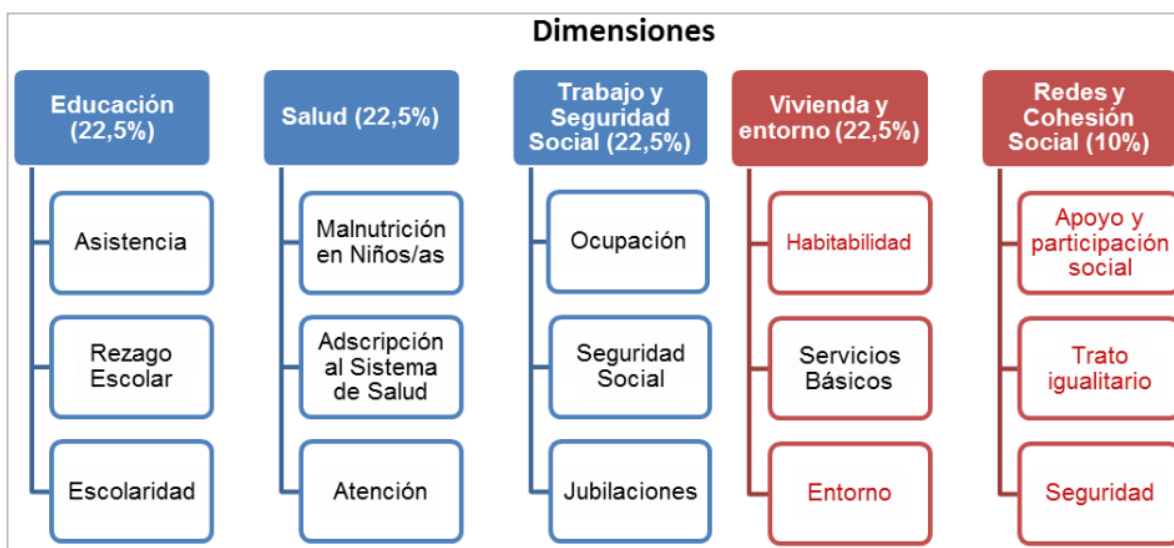 Dimensiones
Educación
(22,5%)
Asistencia
Rezago
Escolar
Escolaridad
Salud (22,5%)
Malnutrición
en Niños/as
Adscripción
al Sistema
de Salud
Atención
Trabajo y
Seguridad
Social (22,5%)
Ocupación
Seguridad
Social
Jubilaciones
Vivienda y
entorno (22,5%)
Habitabilidad
Servicios
Básicos
Entorno
Redes y
Cohesión
Social (10%)
Apoyo y
participación
social
Trato
igualitario
Seguridad